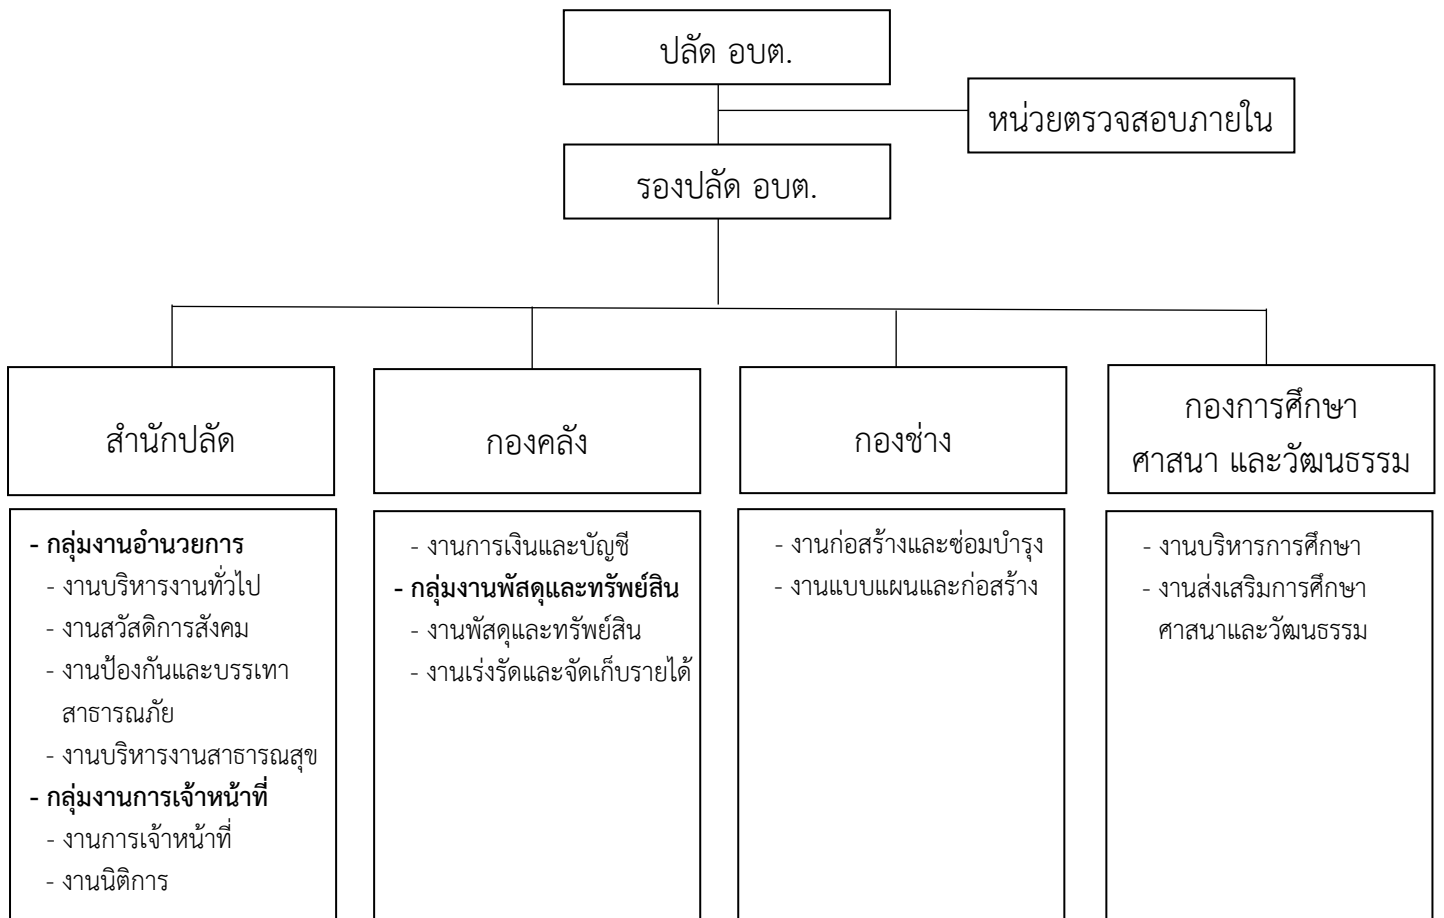 ปลัด อบต.
หน่วยตรวจสอบภายใน
รองปลัด อบต.
สำนักปลัด
- กลุ่มงานอำนวยการ
- งานบริหารงานทั่วไป
- งานสวัสดิการสังคม
- งานป้องกันและบรรเทา
สาธารณภัย
- งานบริหารงานสาธารณสุข
- กลุ่มงานการเจ้าหน้าที่
- งานการเจ้าหน้าที่
- งานนิติการ
กองคลัง
- งานการเงินและบัญชี
- กลุ่มงานพัสดุและทรัพย์สิน
- งานพัสดุและทรัพย์สิน
- งานเร่งรัดและจัดเก็บรายได้
กองช่าง
- งานก่อสร้างและซ่อมบำรุง
- งานแบบแผนและก่อสร้าง
กองการศึกษา
ศาสนา และวัฒนธรรม
- งานบริหารการศึกษา
- งานส่งเสริมการศึกษา
ศาสนาและวัฒนธรรม